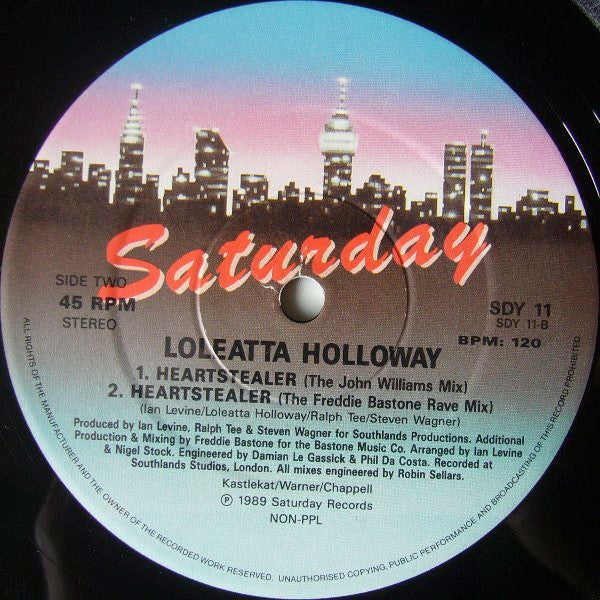 Saturday
SIDE TWO
45 RPM
STEREO
SDY 11
SDY 11-B
BPM: 120
LOLEATTA HOLLOWAY
1. HEARTSTEALER (The John Williams Mix)
2. HEARTSTEALER (The Freddie Bastone Rave Mix)
(Ian Levine/Loleatta Holloway/Ralph Tee/Steven Wagner)
Produced by Ian Levine, Ralph Tee & Steven Wagner for Southlands Productions. Additional
Production & Mixing by Freddie Bastone for the Bastone Music Co. Arranged by Ian Levine
& Nigel Stock. Engineered by Damian Le Gassick & Phil Da Costa. Recorded at
Southlands Studios, London. All mixes engineered by Robin Sellars.
Kastlekat/Warner/Chappell
℗ 1989 Saturday Records
NON-PPL
ALL RIGHTS OF THE MANUFACTURER AND THE OWNER OF THE RECORDED WORK RESERVED. UNAUTHORISED COPYING, PUBLIC PERFORMANCE AND BROADCASTING OF THIS RECORD PROHIBITED